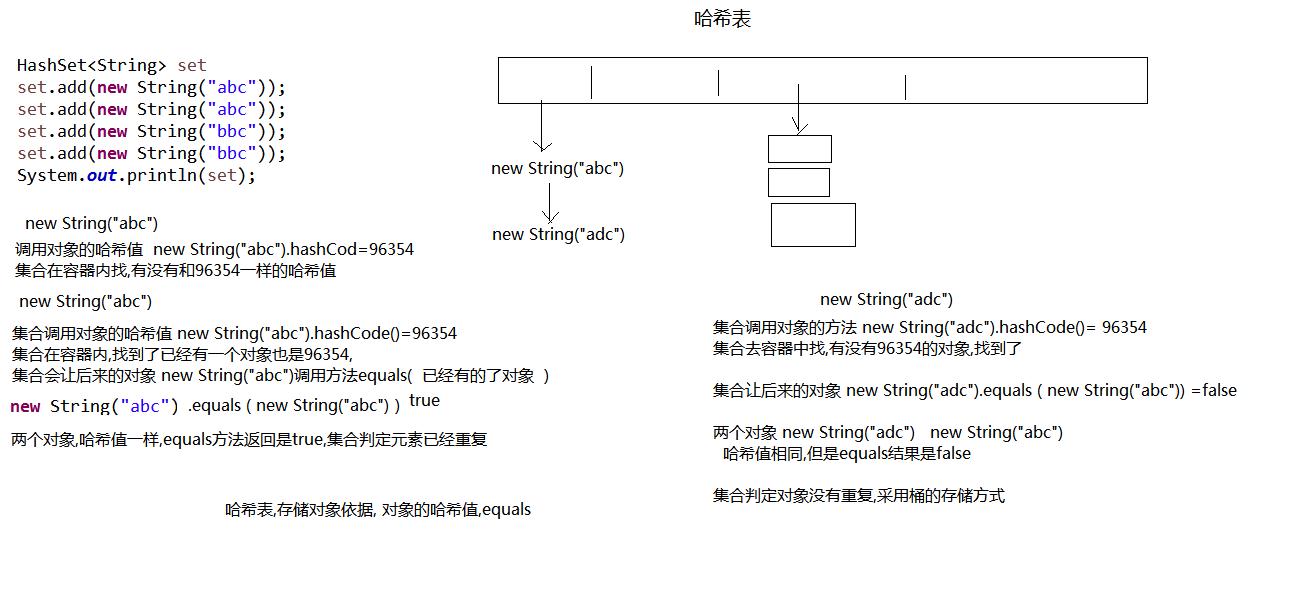 哈希表
HashSet<String> set
set.add(new String("abc"));
set.add(new String("abc"));
set.add(new String("bbc"));
set.add(new String("bbc"));
System.out.println(set);
new String("abc")
new String("adc")
new String("abc")
调用对象的哈希值 new String("abc").hashCod=96354
集合在容器内找,有没有和96354一样的哈希值
new String("abc")
集合调用对象的哈希值 new String("abc").hashCode()=96354
集合在容器内,找到了已经有一个对象也是96354,
集合会让后来的对象 new String("abc")调用方法equals( 已经有的了对象 )
new String("abc") .equals ( new String("abc") ) true
两个对象,哈希值一样,equals方法返回是true,集合判定元素已经重复
new String("adc")
集合调用对象的方法 new String("adc").hashCode()= 96354
集合去容器中找,有没有96354的对象,找到了
集合让后来的对象 new String("adc").equals ( new String("abc")) =false
两个对象 new String("adc") new String("abc")
哈希值相同,但是equals结果是false
集合判定对象没有重复,采用桶的存储方式
哈希表,存储对象依据, 对象的哈希值,equals